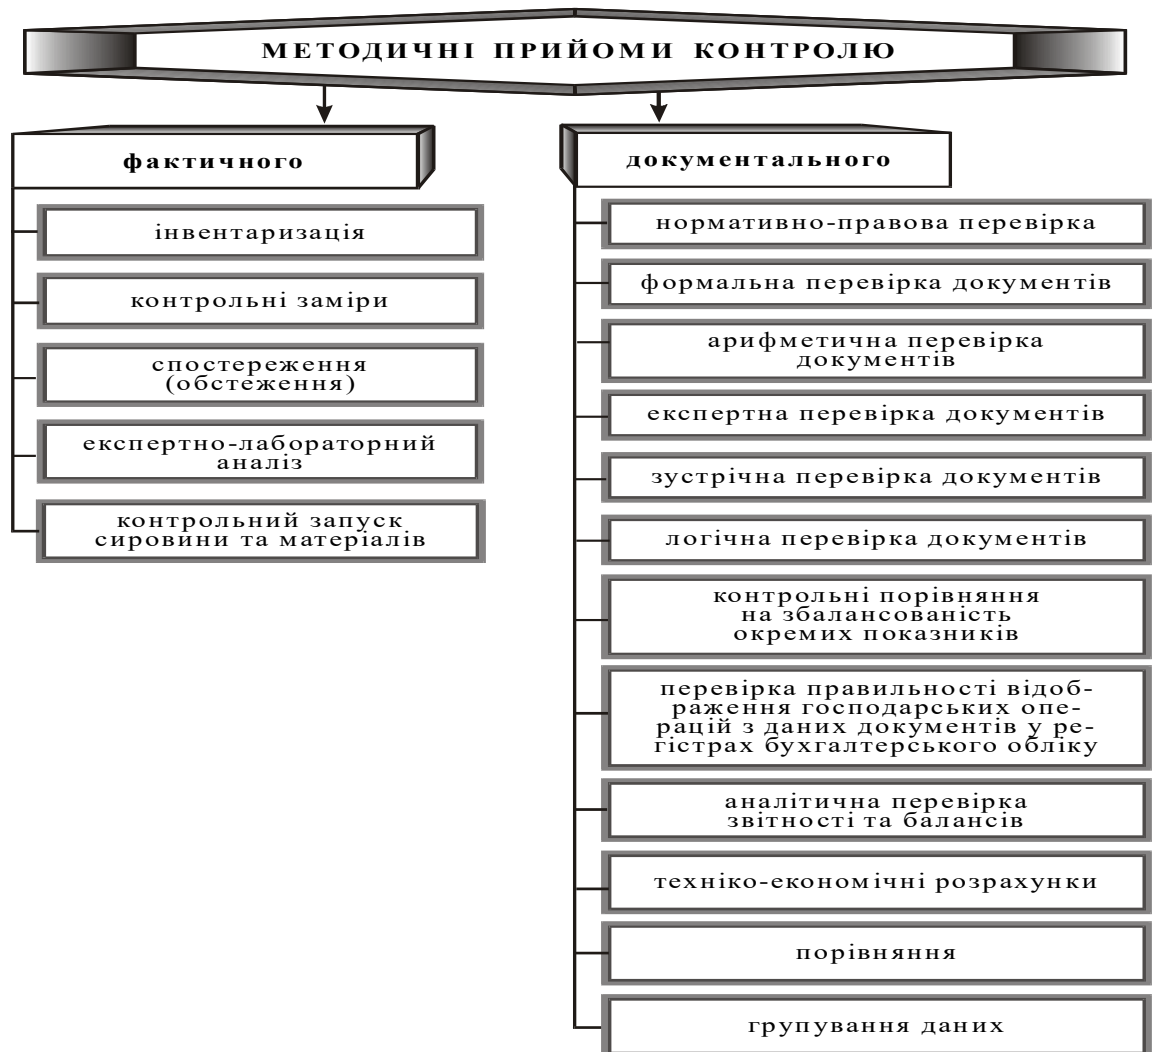 МЕТОДИЧНІ ПРИЙОМИ КОНТРОЛЮ
фактичного
інвентаризація
контрольні заміри
спостереження
(обстеження)
експертно-лабораторний
аналіз
контрольний запуск
сировини та матеріалів
документального
нормативно-правова перевірка
формальна перевірка документів
арифметична перевірка
документів
експертна перевірка документів
зустрічна перевірка документів
логічна перевірка документів
контрольні порівняння
на збалансованість
окремих показників
перевірка правильності відоб-
раження господарських опе-
рацій з даних документів у ре-
гістрах бухгалтерського обліку
аналітична перевірка
звітності та балансів
техніко-економічні розрахунки
порівняння
групування даних